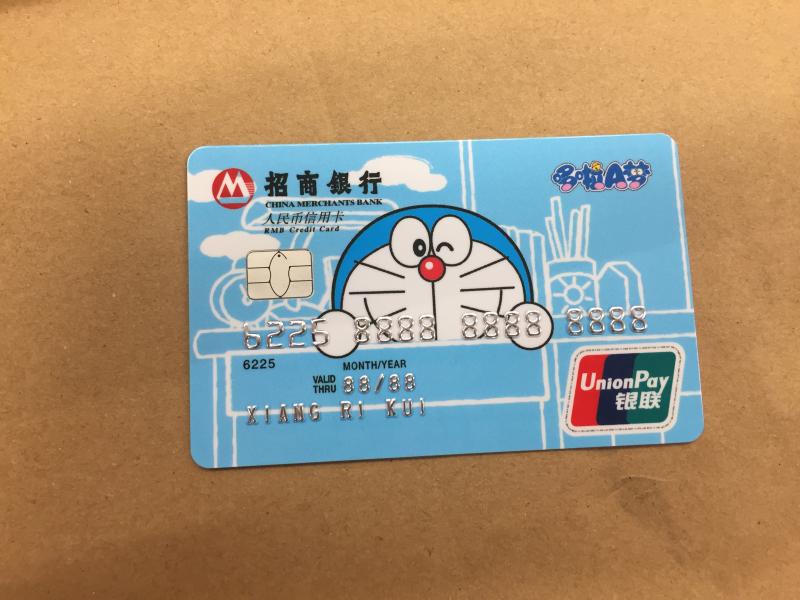 招商银行
CHINA MERCHANTS BANK
人民币信用卡
RMB Credit Card
哆啦A梦
6225 8888 8888 8888
6225
MONTH/YEAR
VALID THRU 88/88
XIANG RI KUI
UnionPay
银联